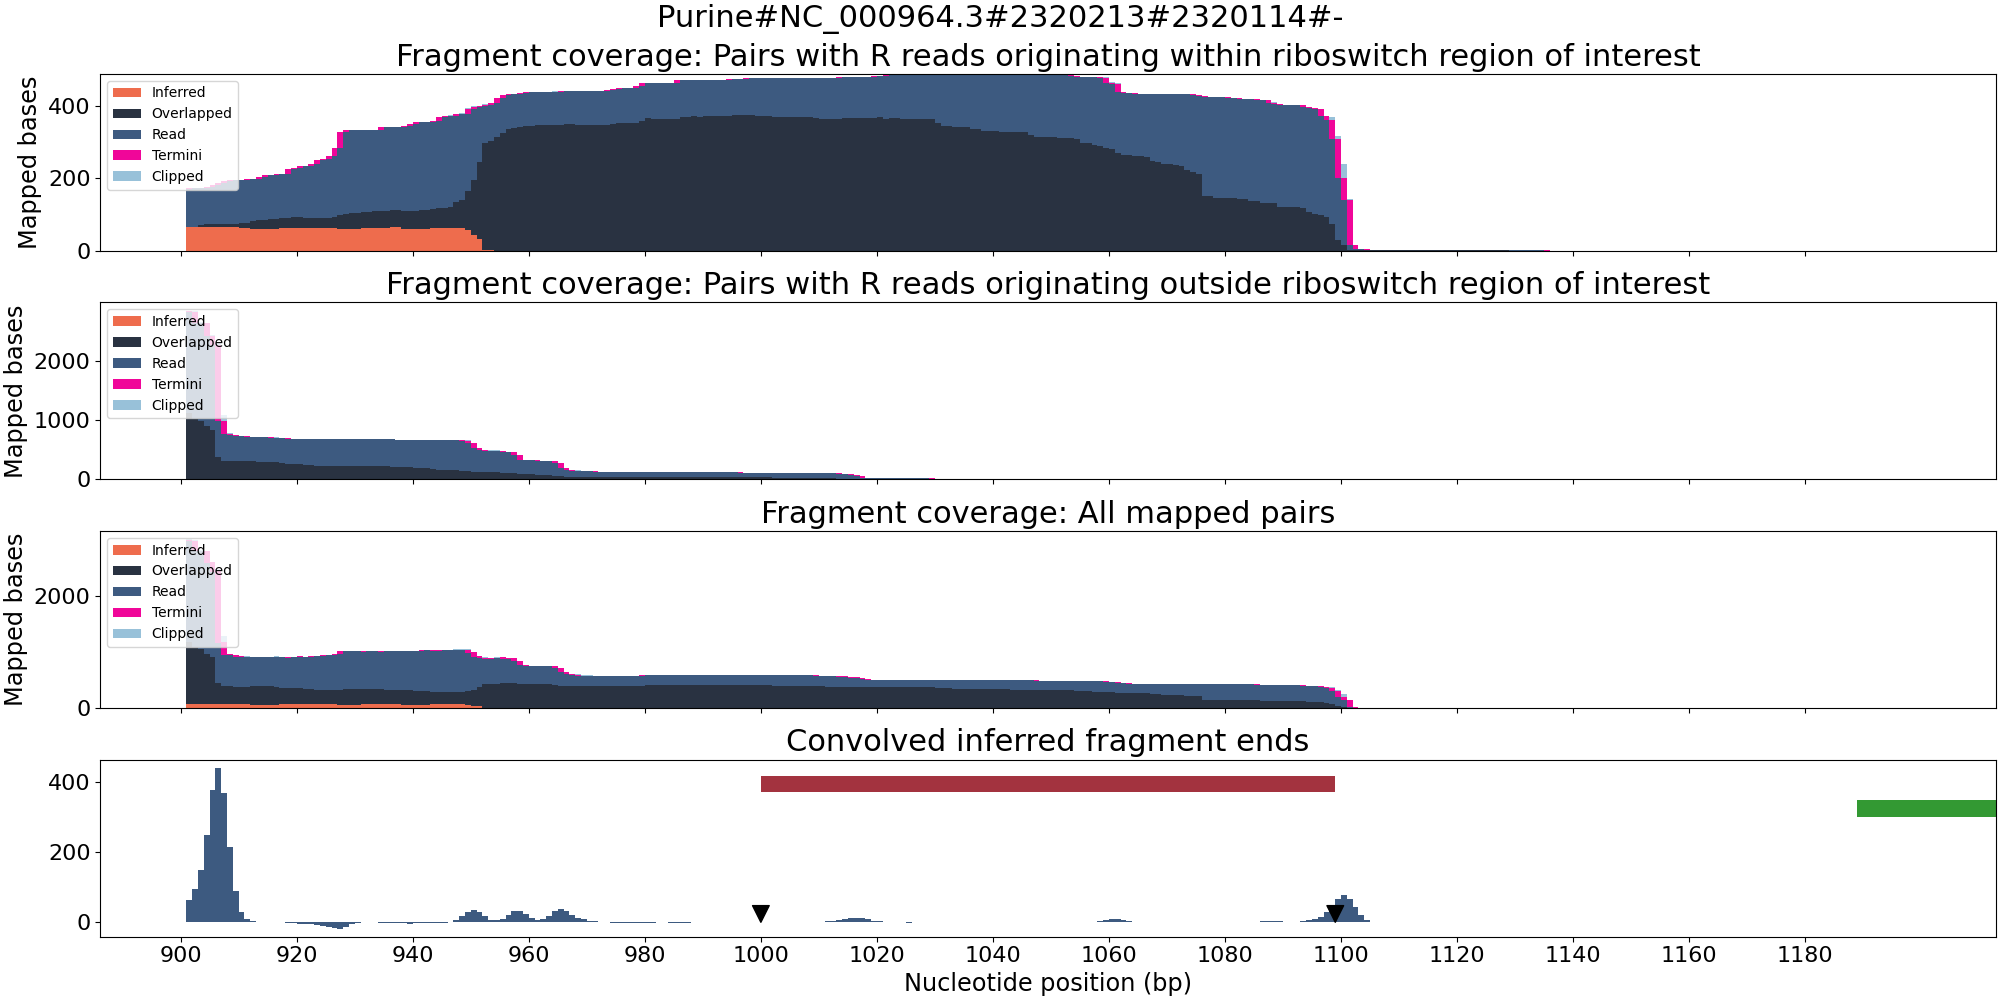 Purine#NC_000964.3#2320213#2320114#-
Fragment coverage: Pairs with R reads originating within riboswitch region of interest
Mapped bases
400
200
0
Inferred
Overlapped
Read
Termini
Clipped
Fragment coverage: Pairs with R reads originating outside riboswitch region of interest
Mapped bases
2000
1000
0
Inferred
Overlapped
Read
Termini
Clipped
Fragment coverage: All mapped pairs
Mapped bases
2000
0
Inferred
Overlapped
Read
Termini
Clipped
Convolved inferred fragment ends
400
200
0
900 920 940 960 980 1000 1020 1040 1060 1080 1100 1120 1140 1160 1180
Nucleotide position (bp)